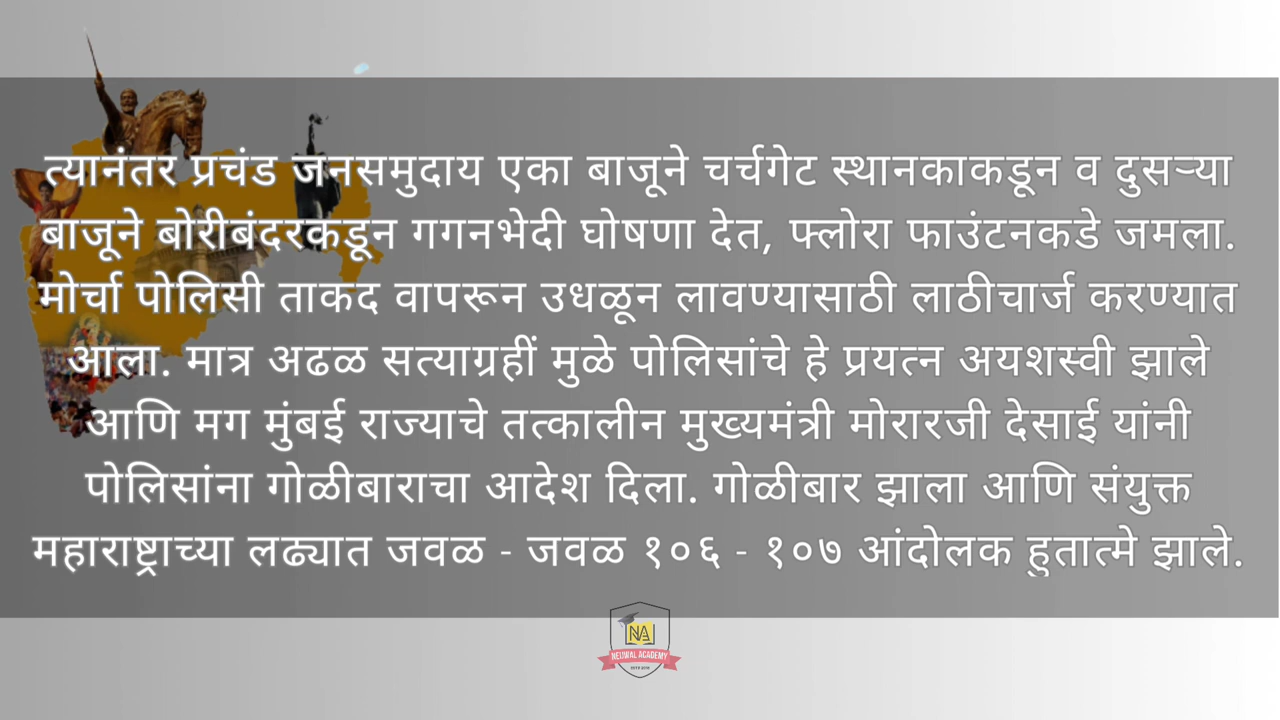 त्यानंतर प्रचंड जनसमुदाय एका बाजूने चर्चगेट स्थानकाकडून व दुसऱ्या
बाजूने बोरीबंदरकडून गगनभेदी घोषणा देत, फ्लोरा फाउंटनकडे जमला.
मोर्चा पोलिसी ताकद वापरून उधळून लावण्यासाठी लाठीचार्ज करण्यात
आला. मात्र अढळ सत्याग्रहीं मुळे पोलिसांचे हे प्रयत्न अयशस्वी झाले
आणि मग मुंबई राज्याचे तत्कालीन मुख्यमंत्री मोरारजी देसाई यांनी
पोलिसांना गोळीबाराचा आदेश दिला. गोळीबार झाला आणि संयुक्त
महाराष्ट्राच्या लढ्यात जवळ - जवळ १०६ - १०७ आंदोलक हुतात्मे झाले.
NA
NEUWAL ACADEMY